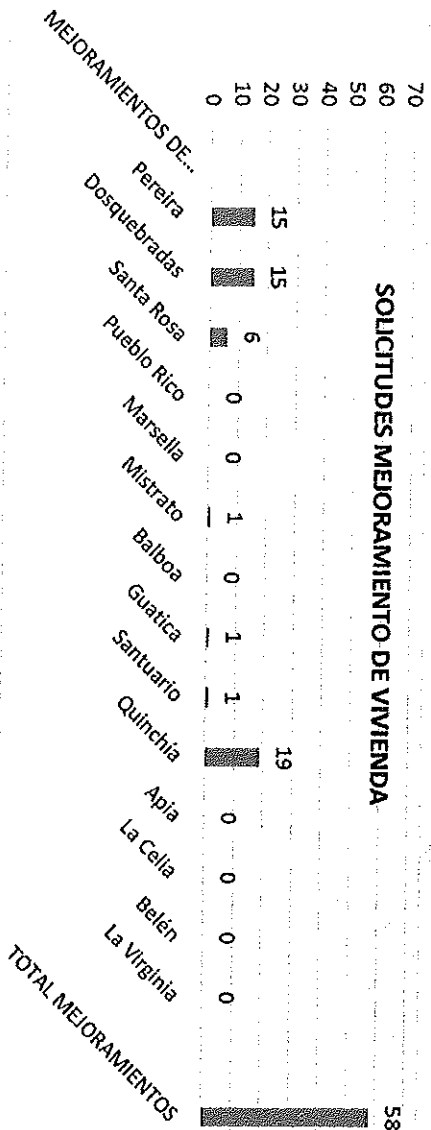 SOLICITUDES MEJORAMIENTO DE VIVIENDA
70
60
50
40
30
20
10
0
15
15
6
0
0
1
0
1
1
19
0
0
0
0
58
MEJORAMIENTOS DE...
Pereira
Dosquebradas
Santa Rosa
Pueblo Rico
Marsella
Mistrato
Balboa
Guatica
Santuario
Quinchia
Apia
La Celia
Belén
La Virginia
TOTAL MEJORAMIENTOS